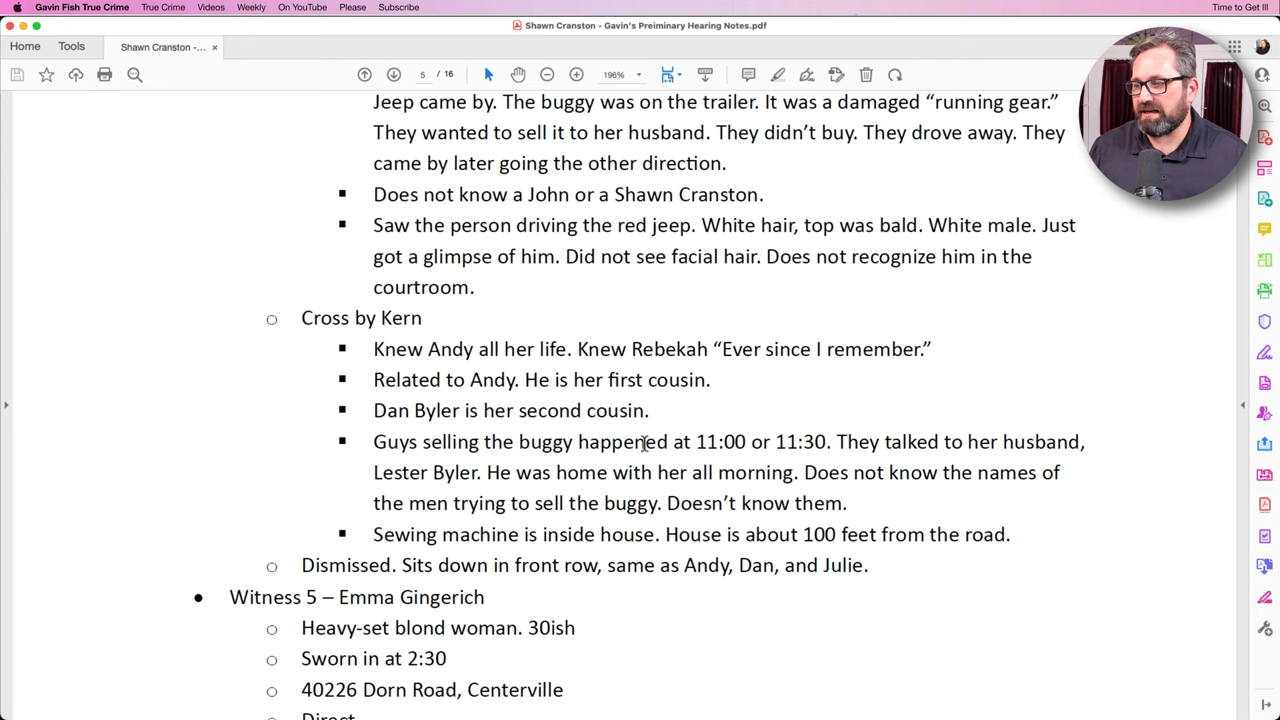 Gavin Fish True Crime True Crime Videos Weekly On YouTube Please Subscribe Time to Get Ill
Shawn Cranston - Gavin's Preiminary Hearing Notes.pdf
Home Tools Shawn Cranston -... ×
5 / 16 196%
Jeep came by. The buggy was on the trailer. It was a damaged “running gear.”
They wanted to sell it to her husband. They didn’t buy. They drove away. They
came by later going the other direction.
▪ Does not know a John or a Shawn Cranston.
▪ Saw the person driving the red jeep. White hair, top was bald. White male. Just
got a glimpse of him. Did not see facial hair. Does not recognize him in the
courtroom.
o Cross by Kern
▪ Knew Andy all her life. Knew Rebekah “Ever since I remember.”
▪ Related to Andy. He is her first cousin.
▪ Dan Byler is her second cousin.
▪ Guys selling the buggy happened at 11:00 or 11:30. They talked to her husband,
Lester Byler. He was home with her all morning. Does not know the names of
the men trying to sell the buggy. Doesn’t know them.
▪ Sewing machine is inside house. House is about 100 feet from the road.
o Dismissed. Sits down in front row, same as Andy, Dan, and Julie.
• Witness 5 – Emma Gingerich
o Heavy-set blond woman. 30ish
o Sworn in at 2:30
o 40226 Dorn Road, Centerville
Direct